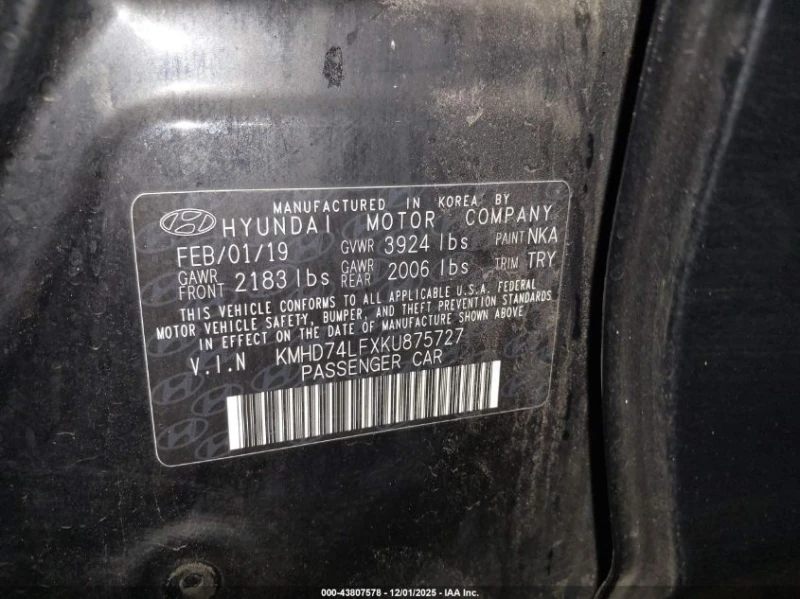 MANUFACTURED IN KOREA BY
HYUNDAI MOTOR COMPANY
FEB/01/19 GVWR 3924 lbs PAINT NKA
GAWR FRONT 2183 lbs GAWR REAR 2006 lbs TRIM TRY
THIS VEHICLE CONFORMS TO ALL APPLICABLE U.S.A. FEDERAL
MOTOR VEHICLE SAFETY, BUMPER, AND THEFT PREVENTION STANDARDS
IN EFFECT ON THE DATE OF MANUFACTURE SHOWN ABOVE
V.I.N KMHD74LFXKU875727
PASSENGER CAR
000-43807578 - 12/01/2025 - IAA Inc.